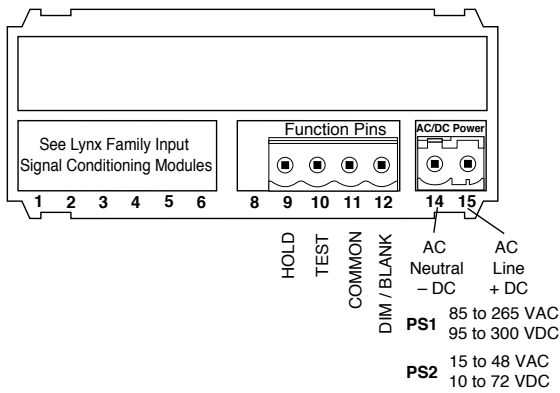 Function Pins
AC/DC Power
See Lynx Family Input
Signal Conditioning Modules
1 2 3 4 5 6 8 9 10 11 12 14 15
HOLD
TEST
COMMON
DIM / BLANK
AC
Neutral
– DC
AC
Line
+ DC
PS1 85 to 265 VAC
95 to 300 VDC
PS2 15 to 48 VAC
10 to 72 VDC